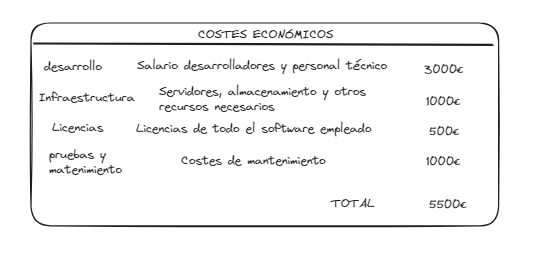 COSTES ECONÓMICOS
desarrollo Salario desarrolladores y personal técnico 3000€
Infraestructura Servidores, almacenamiento y otros recursos necesarios 1000€
Licencias Licencias de todo el software empleado 500€
pruebas y matenimiento Costes de mantenimiento 1000€
TOTAL 5500€